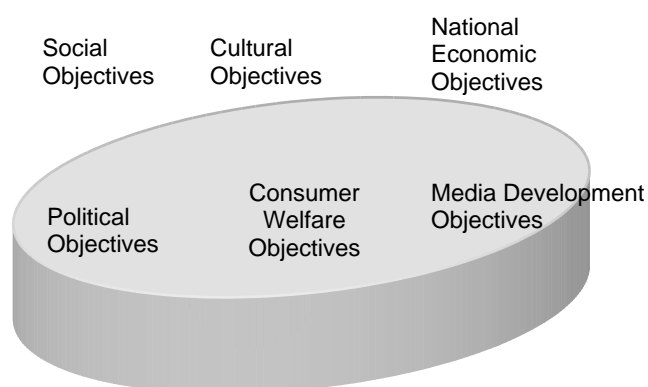 Social
Objectives
Cultural
Objectives
National
Economic
Objectives
Political
Objectives
Consumer
Welfare
Objectives
Media Development
Objectives